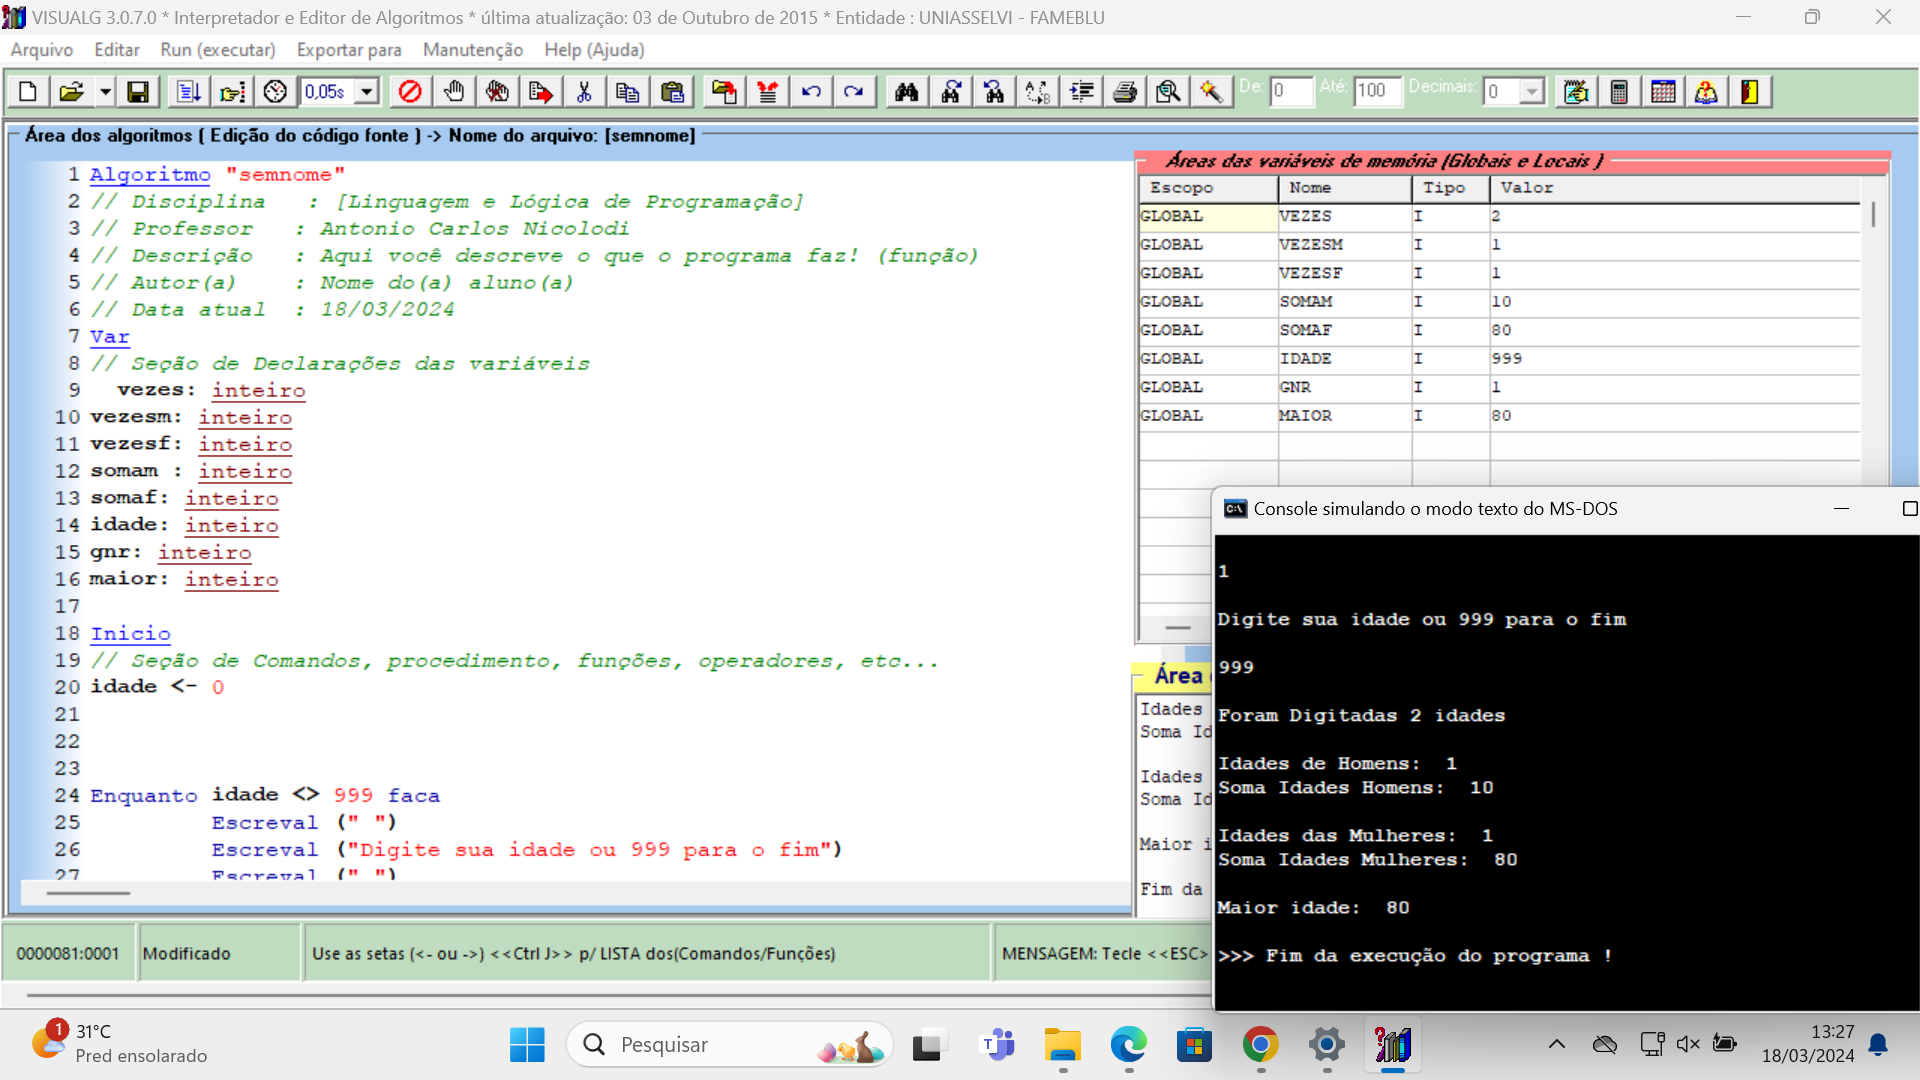 VISUALG 3.0.7.0 * Interpretador e Editor de Algoritmos * última atualização: 03 de Outubro de 2015 * Entidade : UNIASSELVI - FAMEBLU
Arquivo Editar Run (executar) Exportar para Manutenção Help (Ajuda)
0,05s De: 0 Até: 100 Decimais: 0
Área dos algoritmos ( Edição do código fonte ) -> Nome do arquivo: [semnome]
1 Algoritmo "semnome"
2 // Disciplina   : [Linguagem e Lógica de Programação]
3 // Professor   : Antonio Carlos Nicolodi
4 // Descrição   : Aqui você descreve o que o programa faz! (função)
5 // Autor(a)    : Nome do(a) aluno(a)
6 // Data atual  : 18/03/2024
7 Var
8 // Seção de Declarações das variáveis
9   vezes: inteiro
10 vezesm: inteiro
11 vezesf: inteiro
12 somam : inteiro
13 somaf: inteiro
14 idade: inteiro
15 gnr: inteiro
16 maior: inteiro
17
18 Inicio
19 // Seção de Comandos, procedimento, funções, operadores, etc...
20 idade <- 0
21
22
23
24 Enquanto idade <> 999 faca
25          Escreval (" ")
26          Escreval ("Digite sua idade ou 999 para o fim")
27          Escreval (" ")
Áreas das variáveis de memória (Globais e Locais )
Escopo Nome Tipo Valor
GLOBAL VEZES I 2
GLOBAL VEZESM I 1
GLOBAL VEZESF I 1
GLOBAL SOMAM I 10
GLOBAL SOMAF I 80
GLOBAL IDADE I 999
GLOBAL GNR I 1
GLOBAL MAIOR I 80
Área
Idades
Soma Id
Idades
Soma Id
Maior i
Fim da
Console simulando o modo texto do MS-DOS
1
Digite sua idade ou 999 para o fim
999
Foram Digitadas 2 idades
Idades de Homens:  1
Soma Idades Homens:  10
Idades das Mulheres:  1
Soma Idades Mulheres:  80
Maior idade:  80
>>> Fim da execução do programa !
0000081:0001 Modificado Use as setas (<- ou ->) <<Ctrl J>> p/ LISTA dos(Comandos/Funções) MENSAGEM: Tecle <<ESC>>
1 31°C
Pred ensolarado
Pesquisar
13:27
18/03/2024